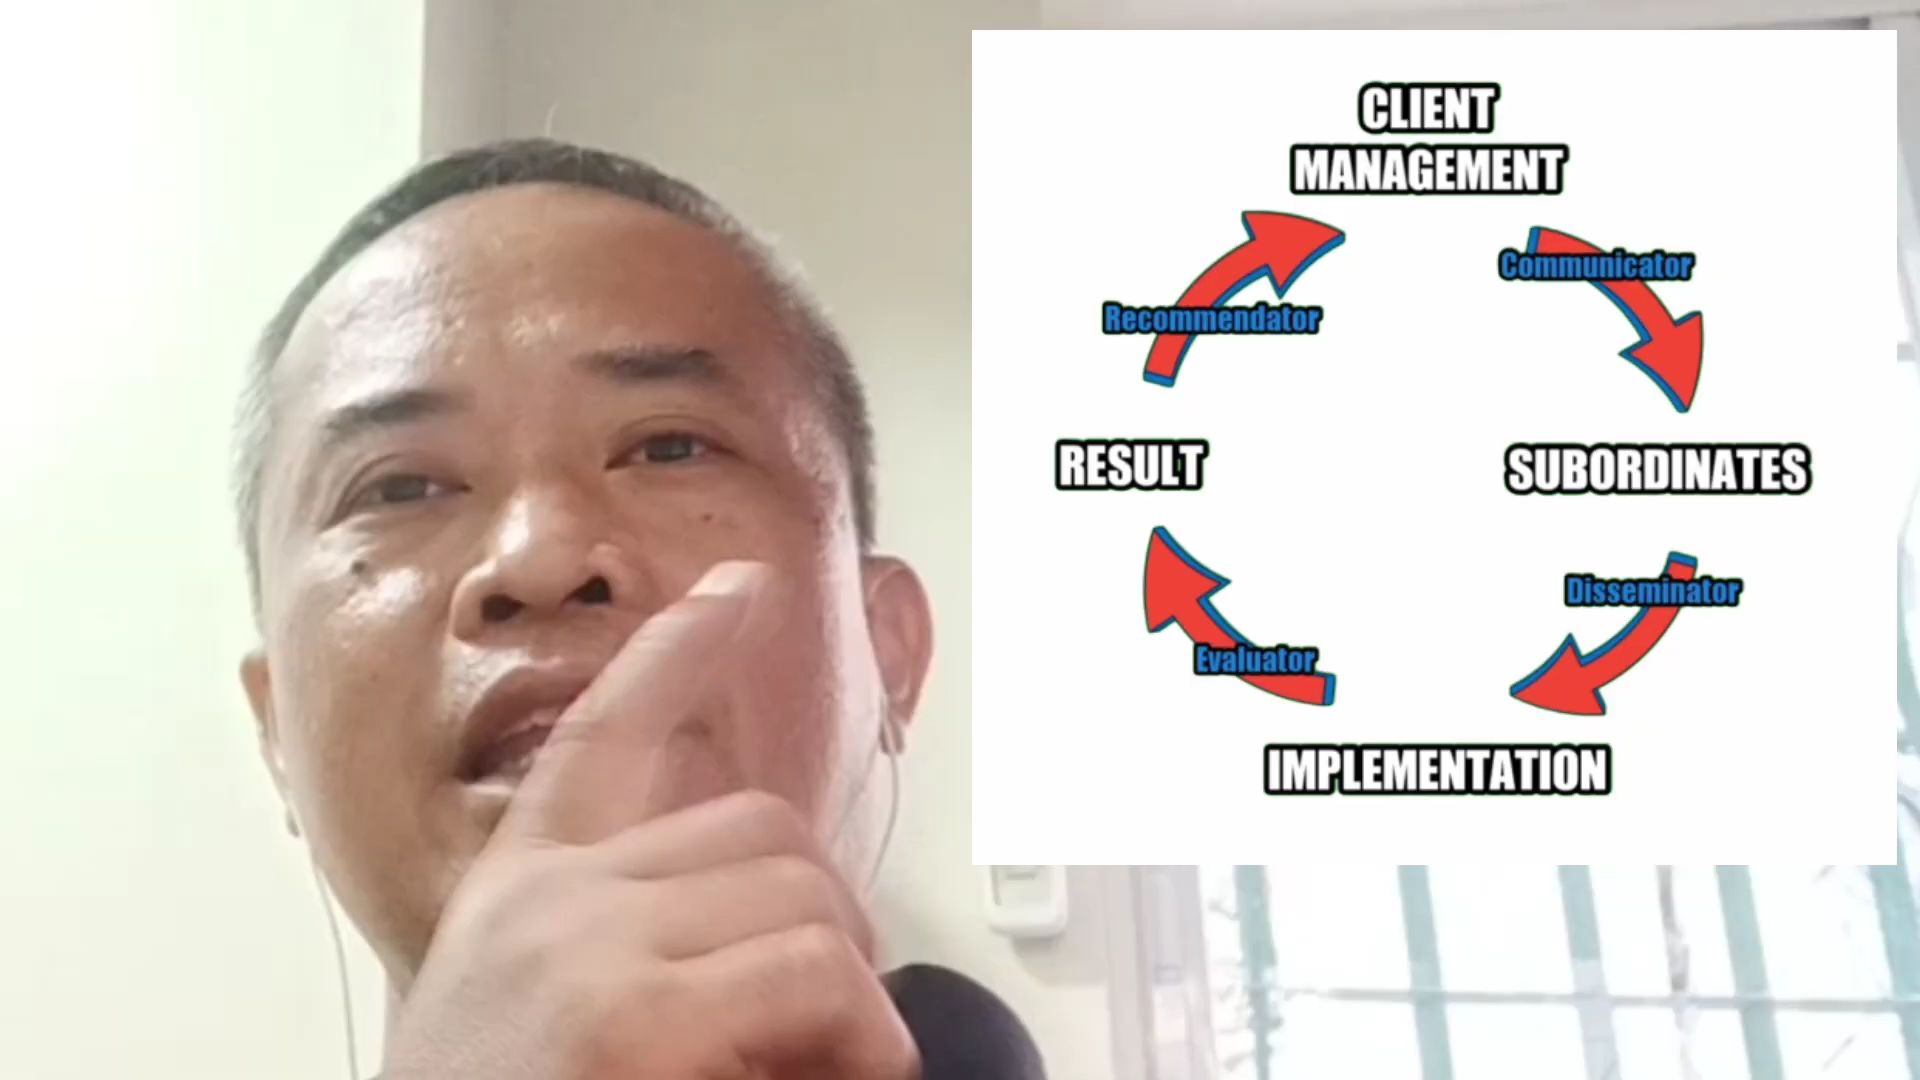 CLIENT
MANAGEMENT
Communicator
Recommendator
RESULT
SUBORDINATES
Disseminator
Evaluator
IMPLEMENTATION